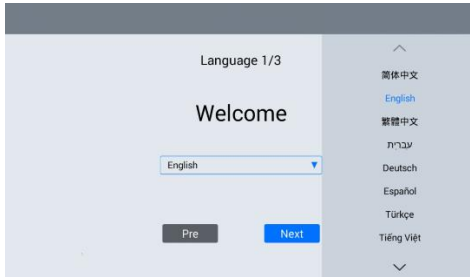 Language 1/3
Welcome
English
Pre
Next
简体中文
English
繁體中文
עברית
Deutsch
Español
Türkçe
Tiếng Việt